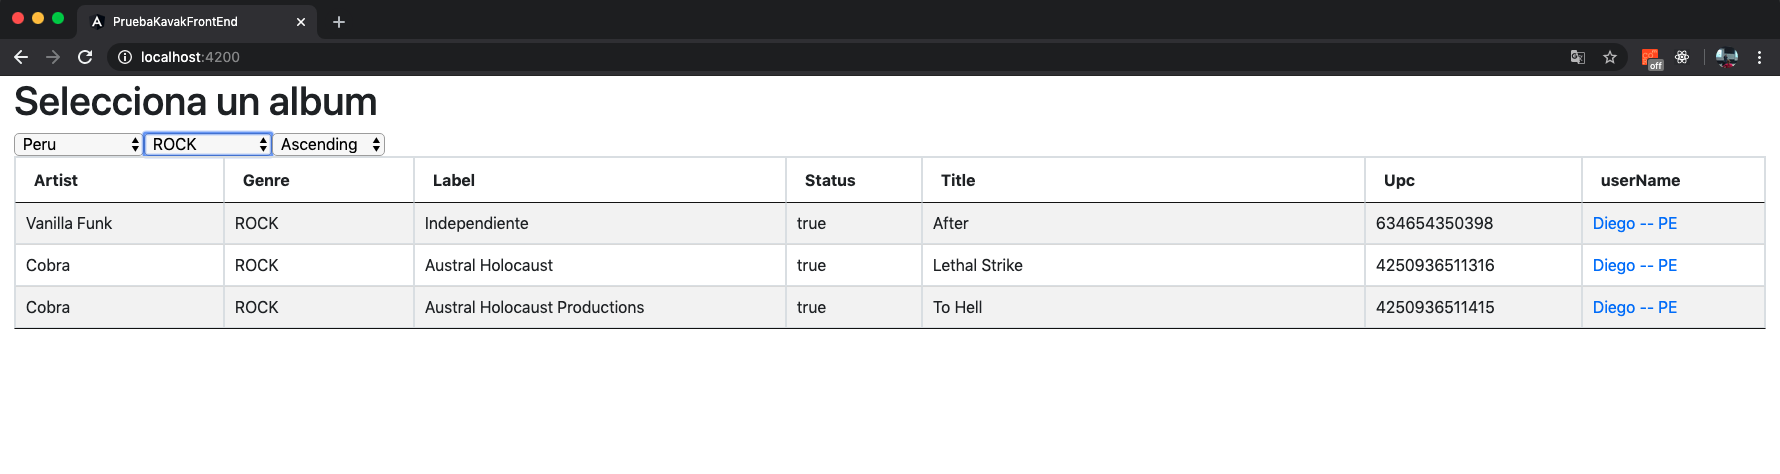 PruebaKavakFrontEnd
localhost:4200
off
Selecciona un album
Peru ROCK Ascending
Artist Genre Label Status Title Upc userName
Vanilla Funk ROCK Independiente true After 634654350398 Diego -- PE
Cobra ROCK Austral Holocaust true Lethal Strike 4250936511316 Diego -- PE
Cobra ROCK Austral Holocaust Productions true To Hell 4250936511415 Diego -- PE